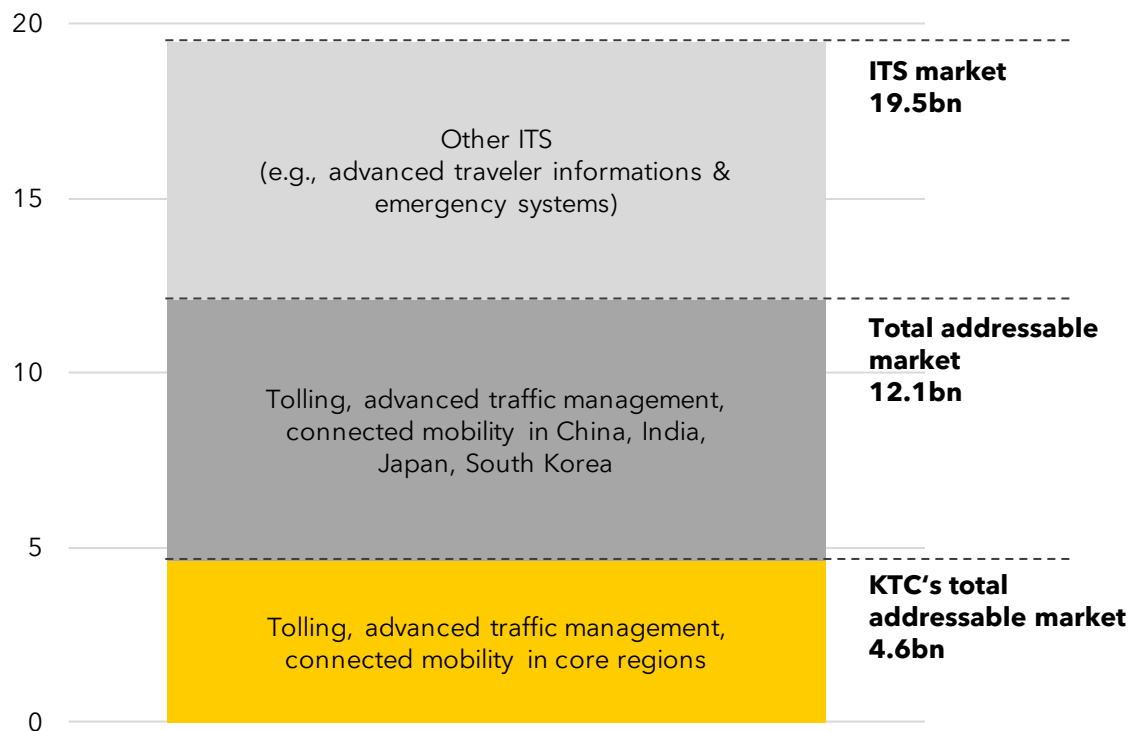 20
ITS market
19.5bn
Other ITS
(e.g., advanced traveler informations &
emergency systems)
15
Total addressable
market
12.1bn
10
Tolling, advanced traffic management,
connected mobility in China, India,
Japan, South Korea
5
KTC‘s total
addressable market
4.6bn
Tolling, advanced traffic management,
connected mobility in core regions
0